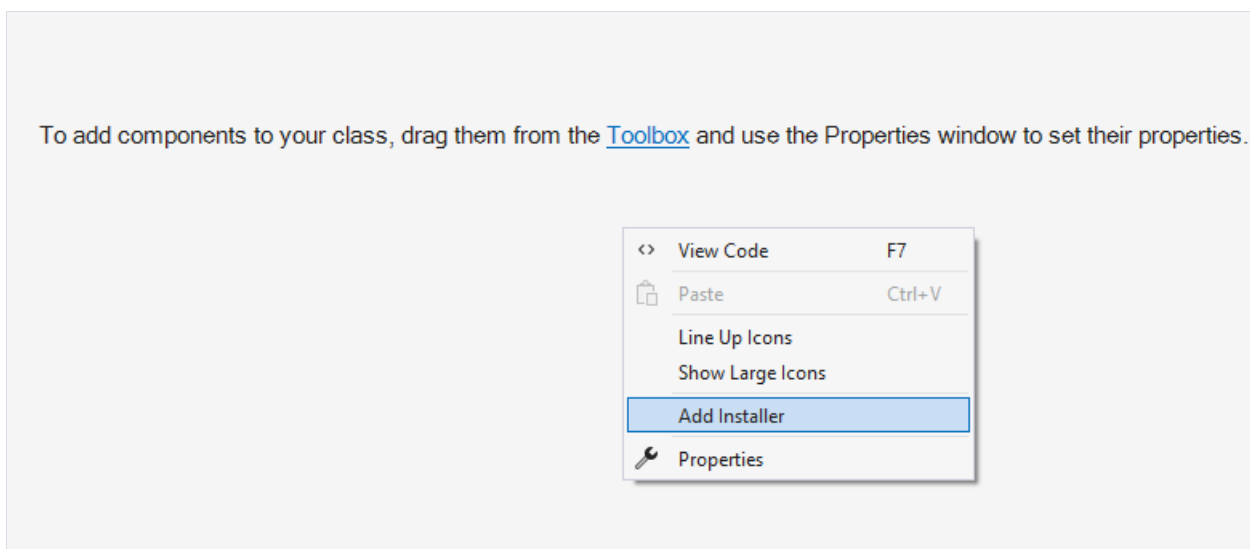 To add components to your class, drag them from the Toolbox and use the Properties window to set their properties.
View Code F7
Paste Ctrl+V
Line Up Icons
Show Large Icons
Add Installer
Properties